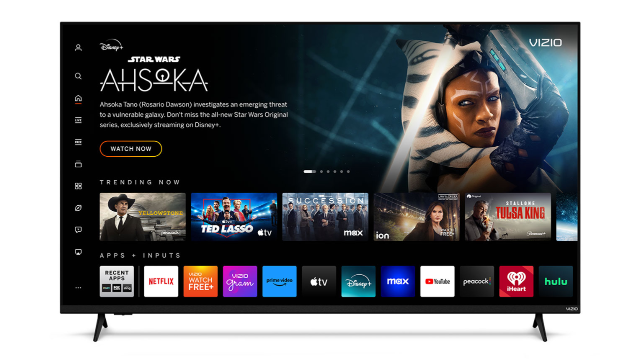 Disney+
VIZIO
STAR WARS
AHSOKA
Ahsoka Tano (Rosario Dawson) investigates an emerging threat
to a vulnerable galaxy. Don't miss the all-new Star Wars Original
series, exclusively streaming on Disney+.
WATCH NOW
TRENDING NOW
YELLOWSTONE
TED LASSO
tv
SUCCESSION
max
ion
STALLONE
TULSA KING
APPS + INPUTS
RECENT
APPS
NETFLIX
VIZIO
WATCH
FREE+
VIZIO
gram
prime video
tv
Disney+
max
YouTube
peacock
iHeart
hulu
VIZIO